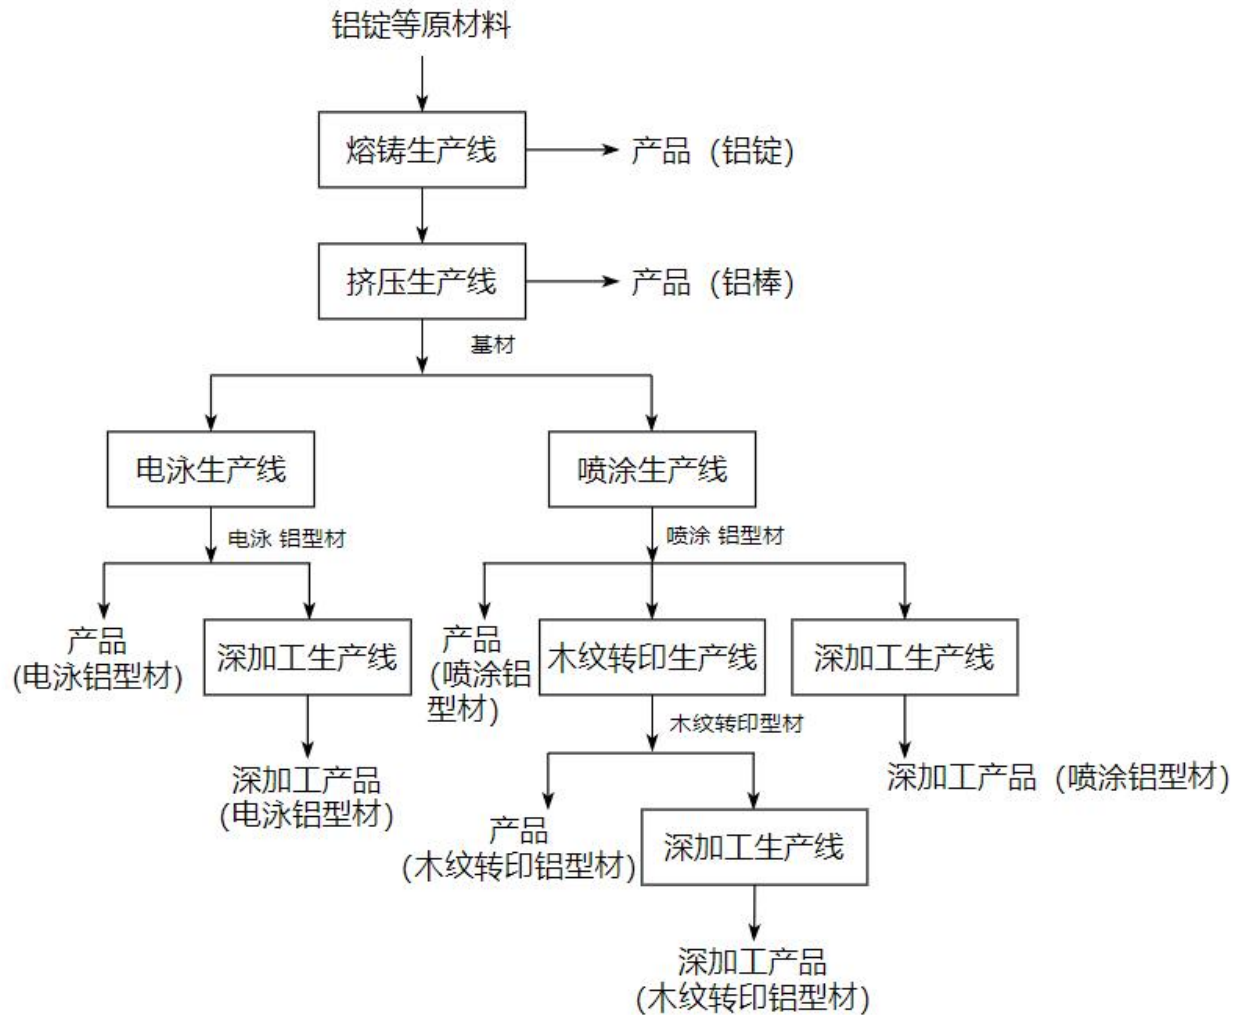 铝锭等原材料
熔铸生产线
产品（铝锭）
挤压生产线
产品（铝棒）
基材
电泳生产线
喷涂生产线
电泳 铝型材
喷涂 铝型材
产品
(电泳铝型材)
深加工生产线
产品
(喷涂铝
型材)
木纹转印生产线
深加工生产线
木纹转印型材
深加工产品
(电泳铝型材)
深加工产品（喷涂铝型材）
产品
(木纹转印铝型材)
深加工生产线
深加工产品
(木纹转印铝型材)